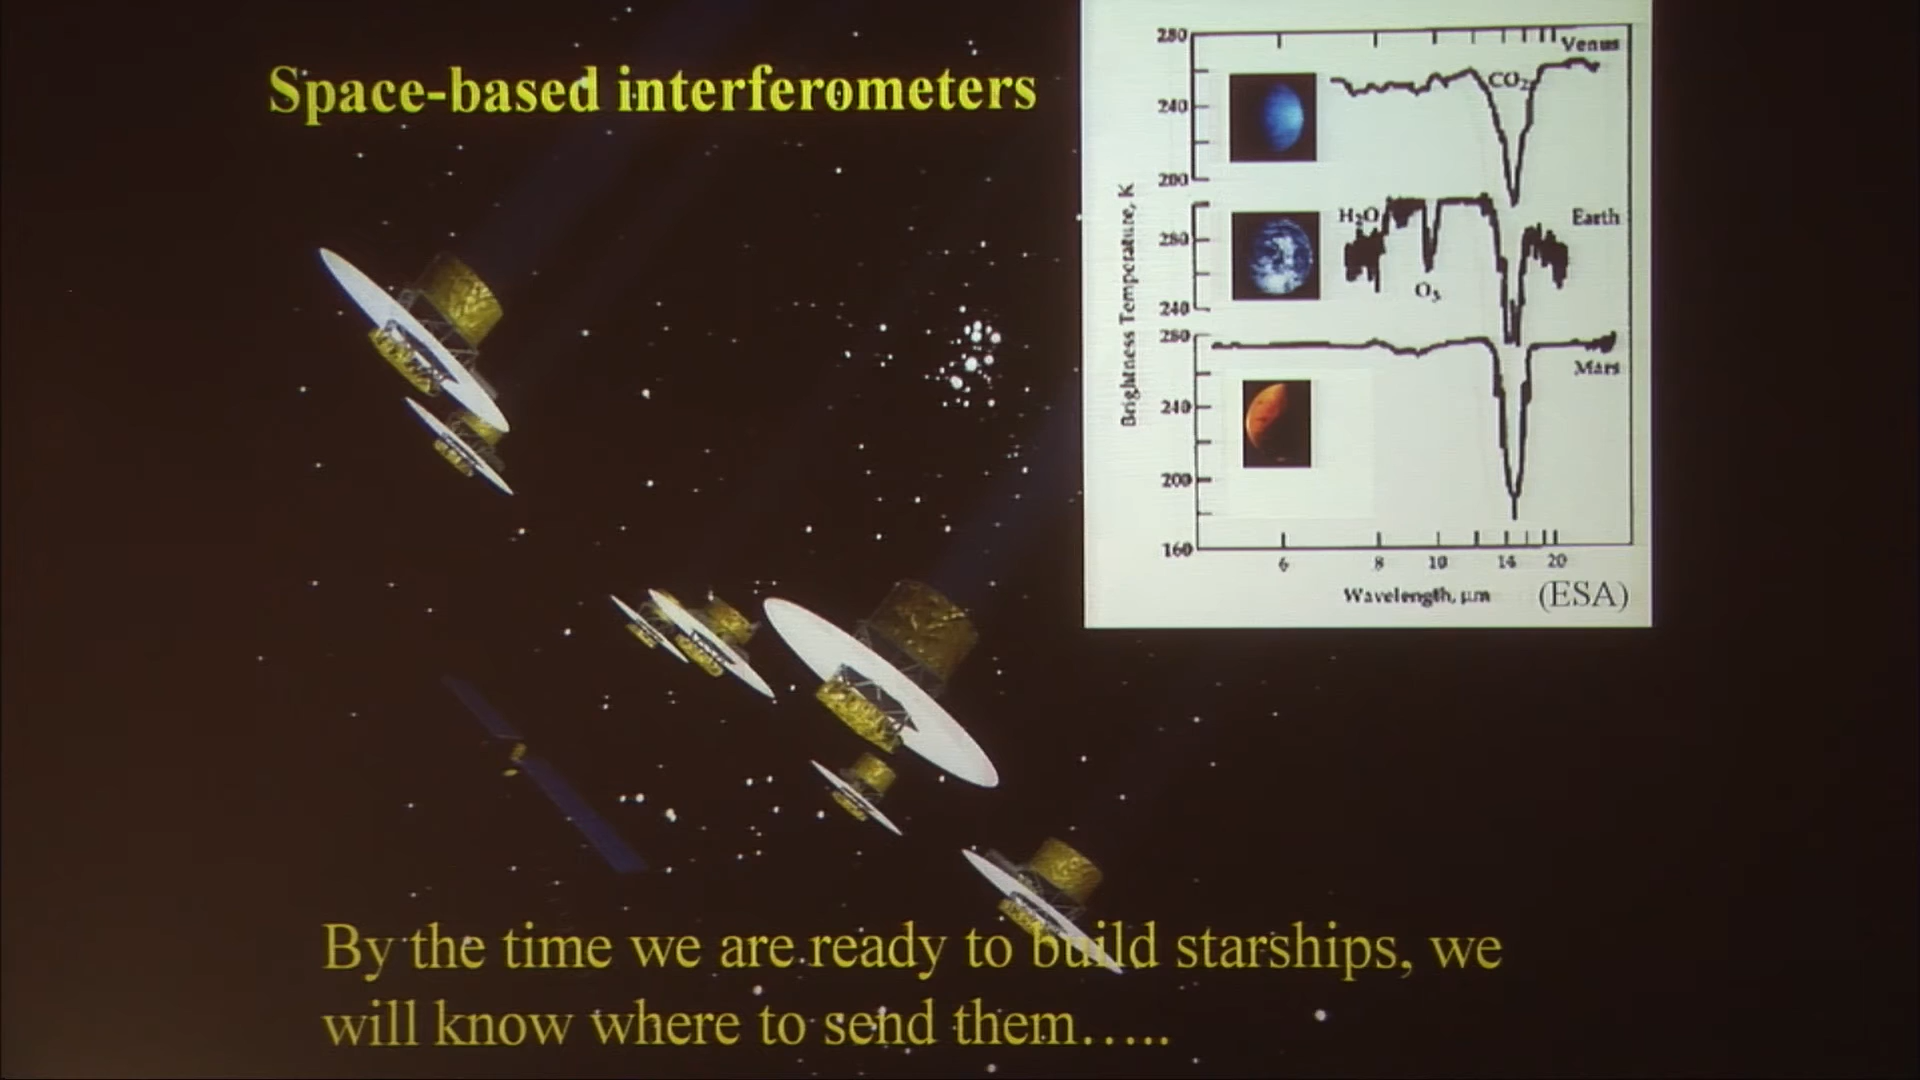 Space-based interferometers
280
Venus
CO2
240
200
H2O
Earth
280
O3
240
280
Mars
240
200
160
6 8 10 14 20
Brightness Temperature, K
Wavelength, μm
(ESA)
By the time we are ready to build starships, we
will know where to send them…..